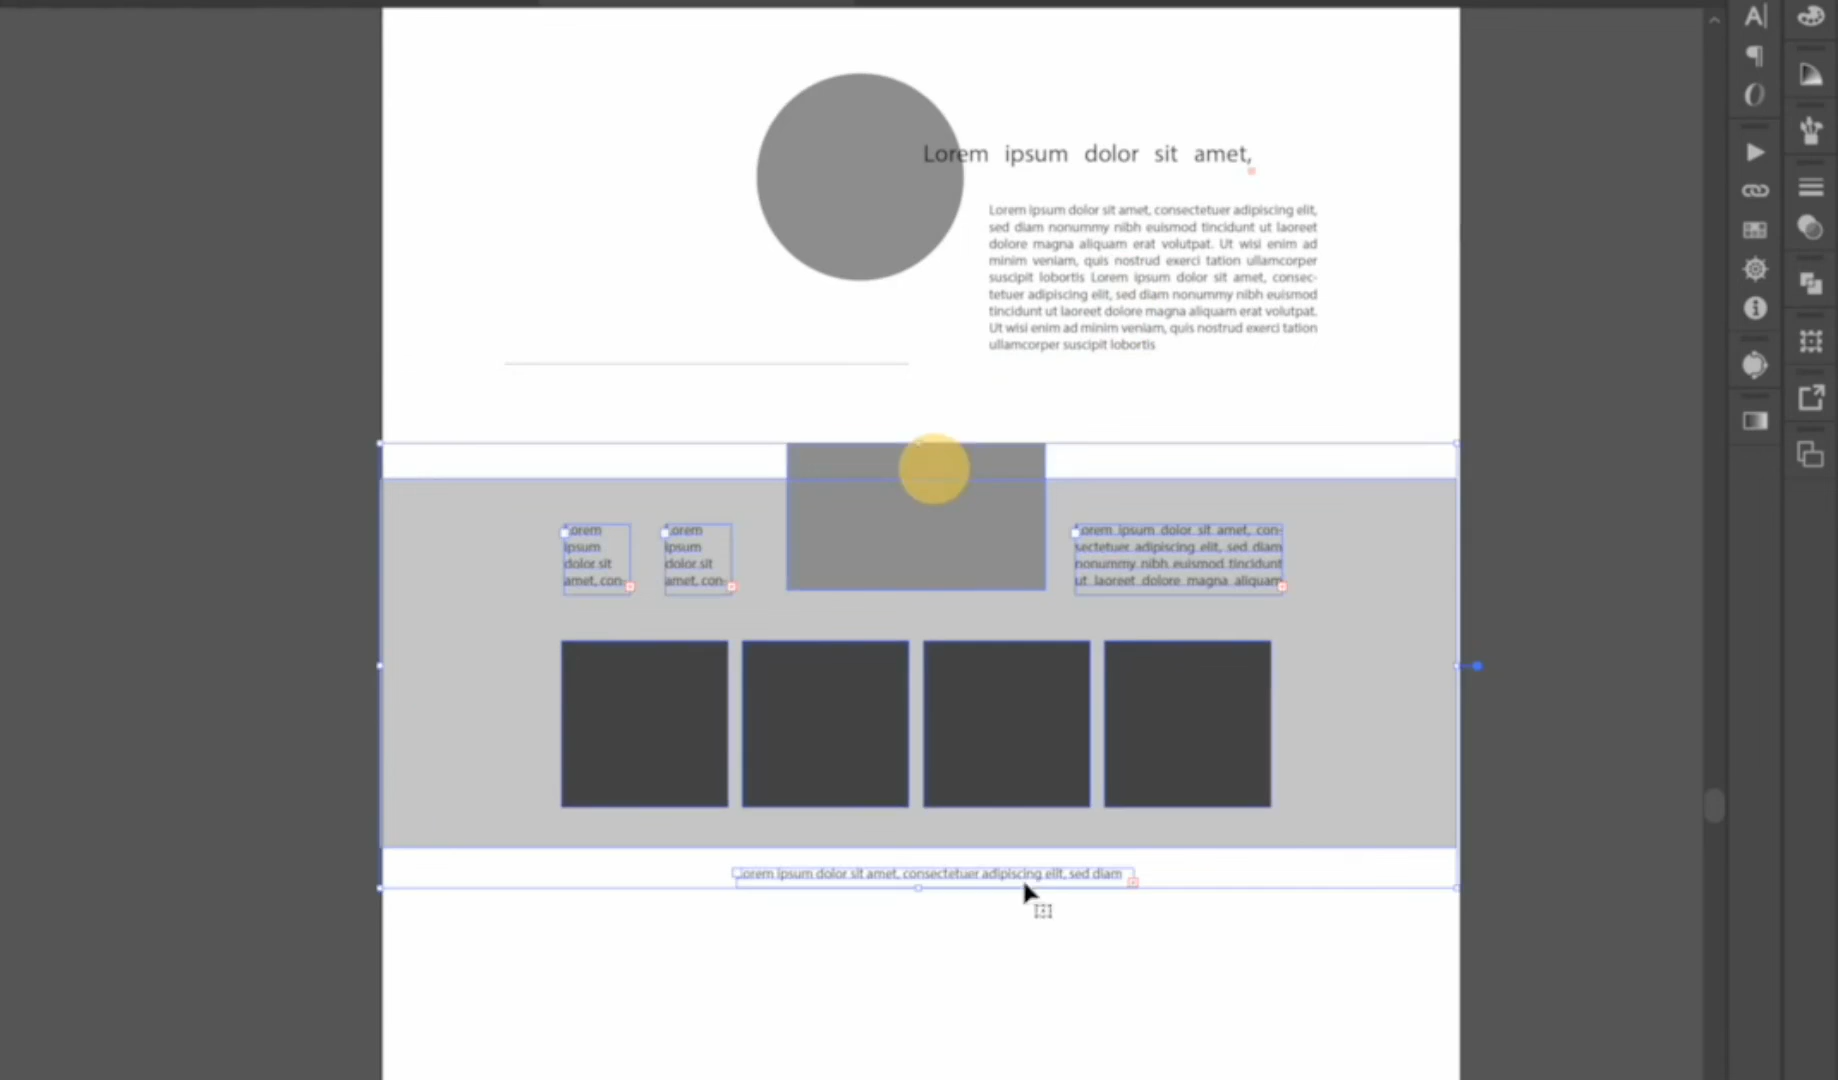 Lorem ipsum dolor sit amet,
Lorem ipsum dolor sit amet, consectetuer adipiscing elit,
sed diam nonummy nibh euismod tincidunt ut laoreet
dolore magna aliquam erat volutpat. Ut wisi enim ad
minim veniam, quis nostrud exerci tation ullamcorper
suscipit lobortis Lorem ipsum dolor sit amet, consec-
tetuer adipiscing elit, sed diam nonummy nibh euismod
tincidunt ut laoreet dolore magna aliquam erat volutpat.
Ut wisi enim ad minim veniam, quis nostrud exerci tation
ullamcorper suscipit lobortis
Lorem
ipsum
dolor sit
amet, con-
Lorem
ipsum
dolor sit
amet, con-
Lorem ipsum dolor sit amet, con-
sectetuer adipiscing elit, sed diam
nonummy nibh euismod tincidunt
ut laoreet dolore magna aliquam
Lorem ipsum dolor sit amet, consectetuer adipiscing elit, sed diam